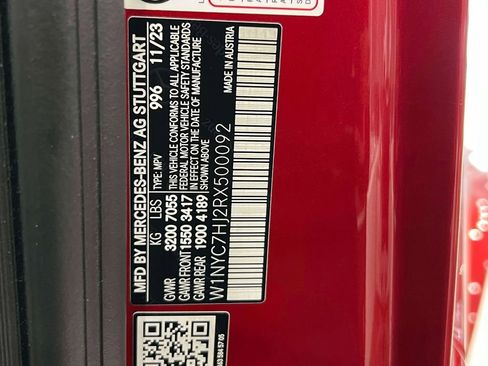 MFD BY MERCEDES-BENZ AG STUTTGART
996 11/23
TYPE: MPV
KG LBS
GVWR 3200 7055
GAWR FRONT 1550 3417
GAWR REAR 1900 4189
THIS VEHICLE CONFORMS TO ALL APPLICABLE
FEDERAL MOTOR VEHICLE SAFETY STANDARDS
IN EFFECT ON THE DATE OF MANUFACTURE
SHOWN ABOVE
MADE IN AUSTRIA
W1NYC7HJ2RX500092